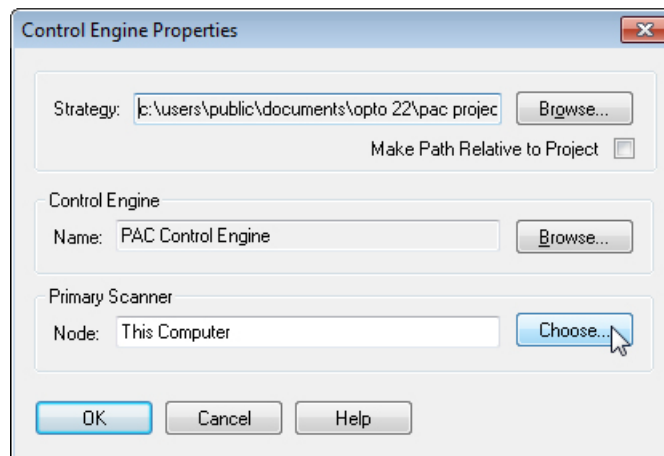 Control Engine Properties
Strategy: c:\users\public\documents\opto 22\pac projec Browse...
Make Path Relative to Project
Control Engine
Name: PAC Control Engine Browse...
Primary Scanner
Node: This Computer Choose...
OK Cancel Help